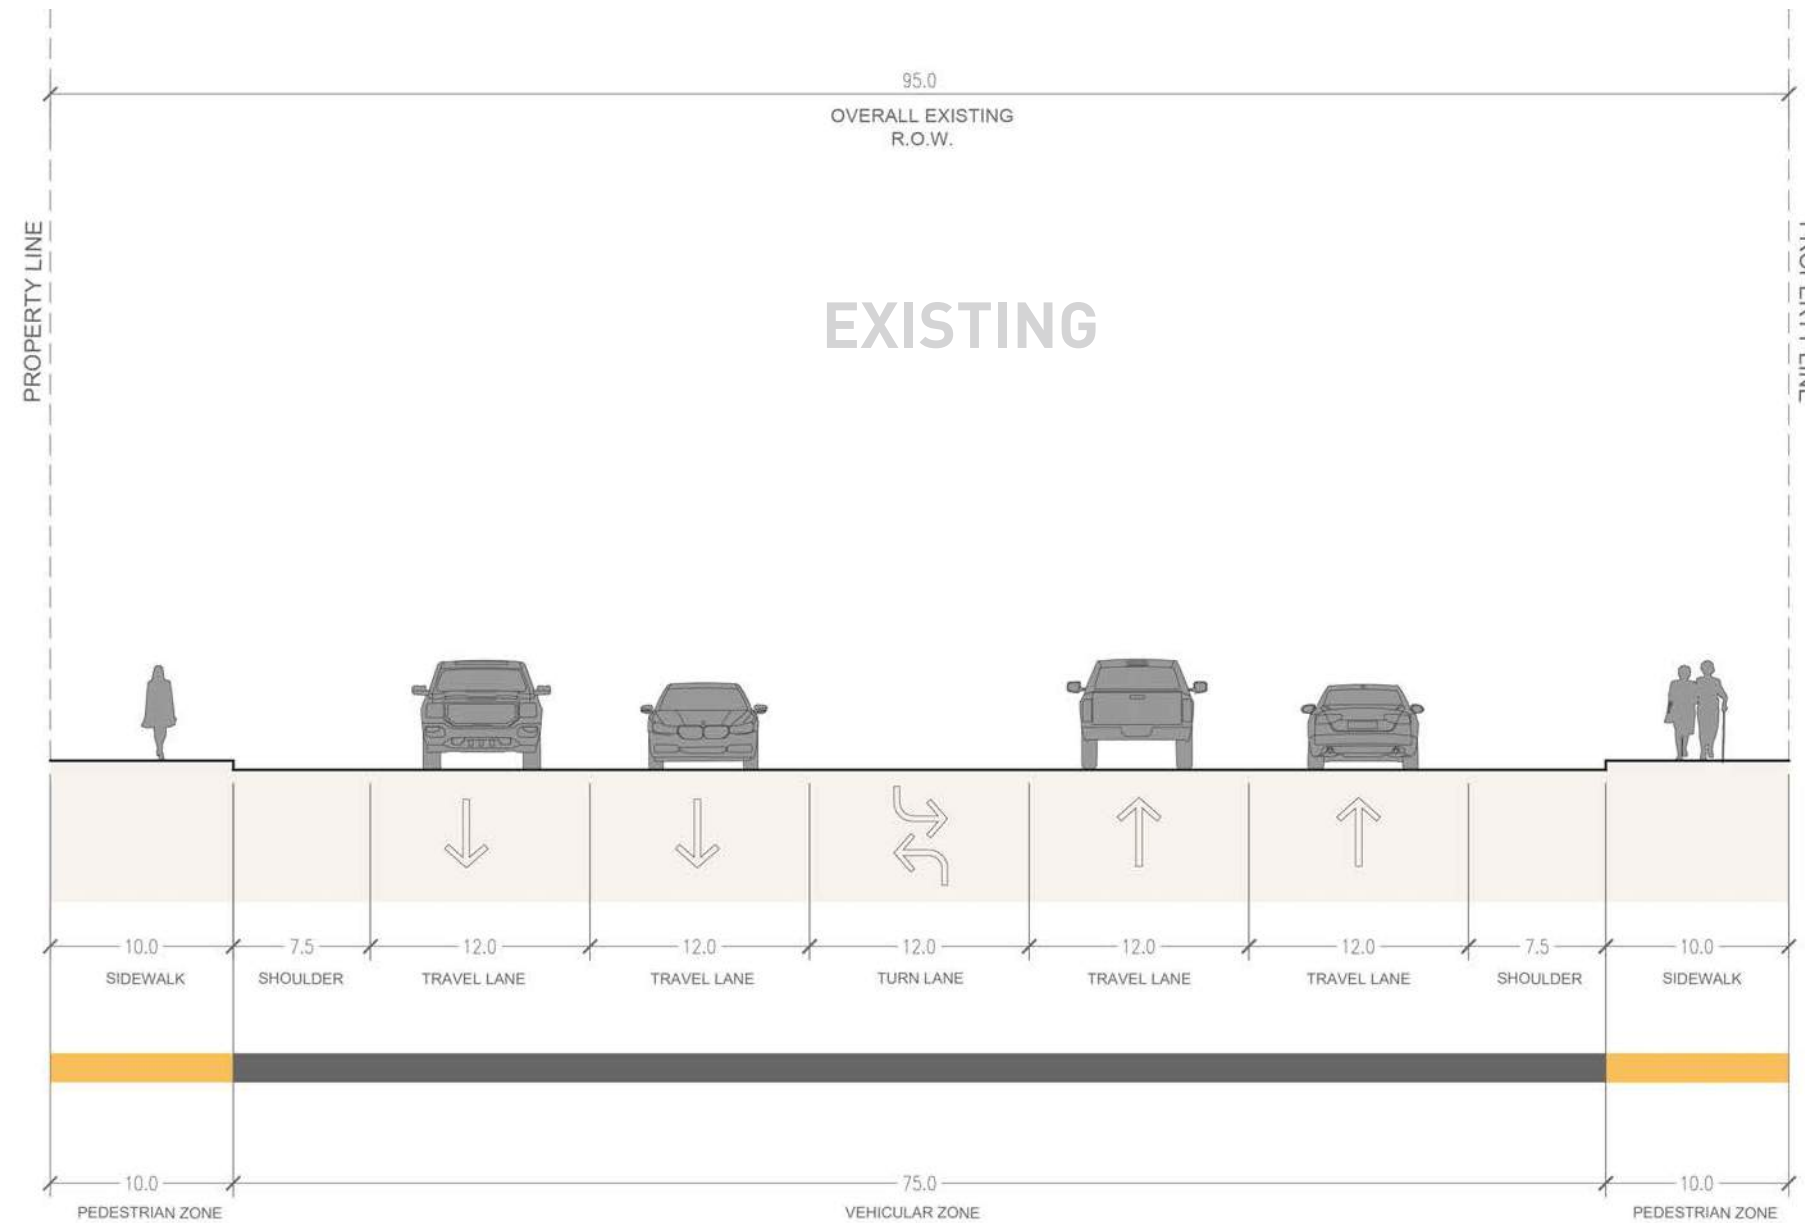 95.0
OVERALL EXISTING
R.O.W.
PROPERTY LINE
PROPERTY LINE
EXISTING
10.0 7.5 12.0 12.0 12.0 12.0 12.0 7.5 10.0
SIDEWALK SHOULDER TRAVEL LANE TRAVEL LANE TURN LANE TRAVEL LANE TRAVEL LANE SHOULDER SIDEWALK
10.0 75.0 10.0
PEDESTRIAN ZONE VEHICULAR ZONE PEDESTRIAN ZONE